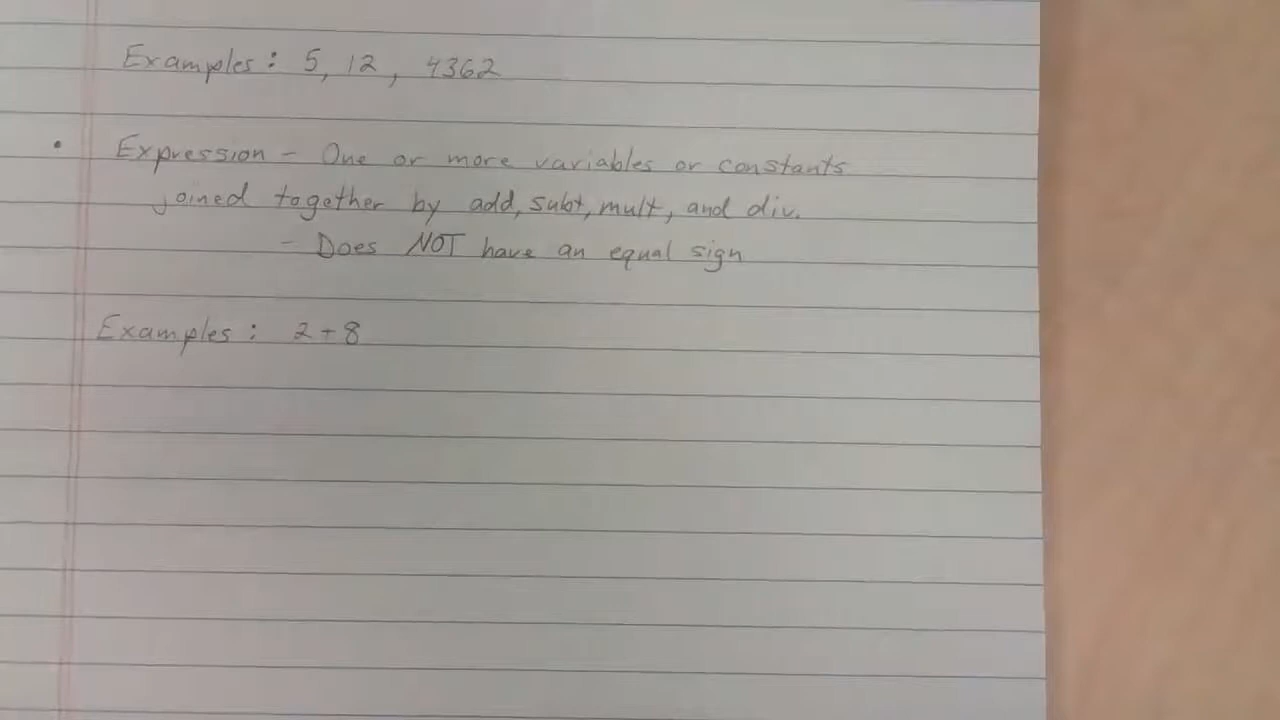 Examples: 5, 12, 4362
• Expression - One or more variables or constants
joined together by add, subt, mult, and div.
- Does NOT have an equal sign
Examples: 2+8